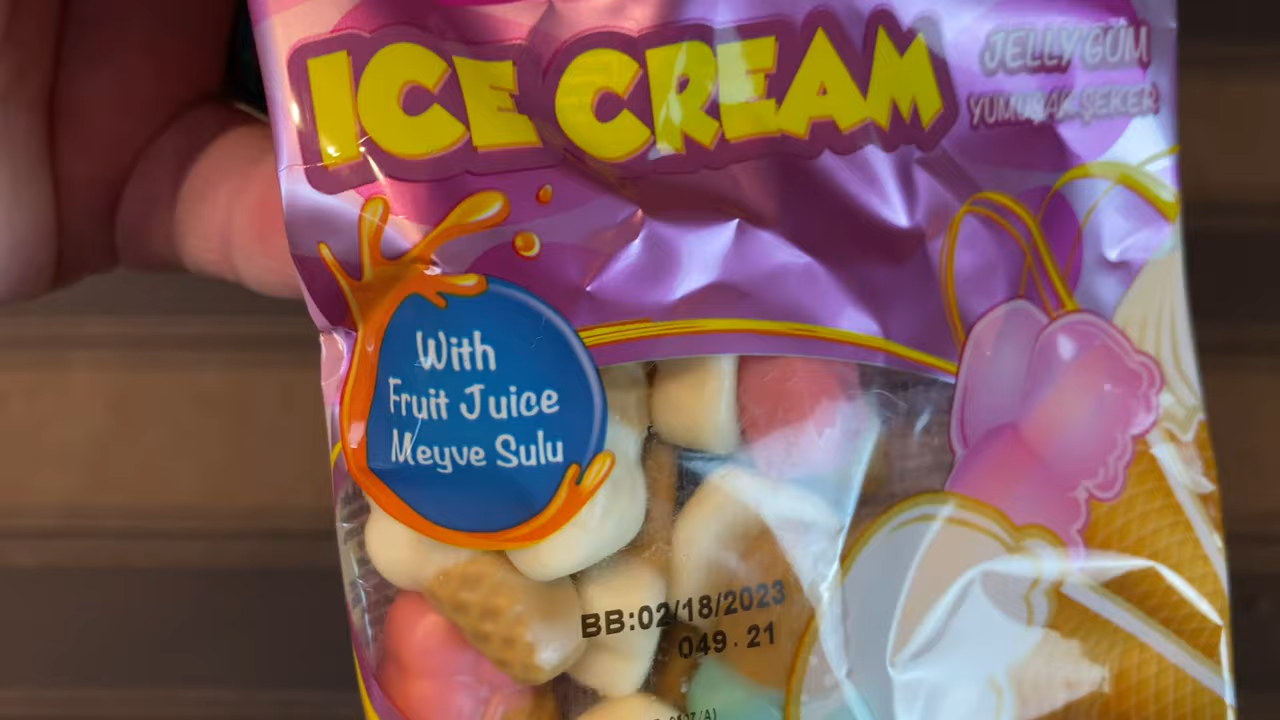 ICE CREAM
JELLY GUM
YUMUŞAK ŞEKER
With
Fruit Juice
Meyve Sulu
BB:02/18/2023
049.21